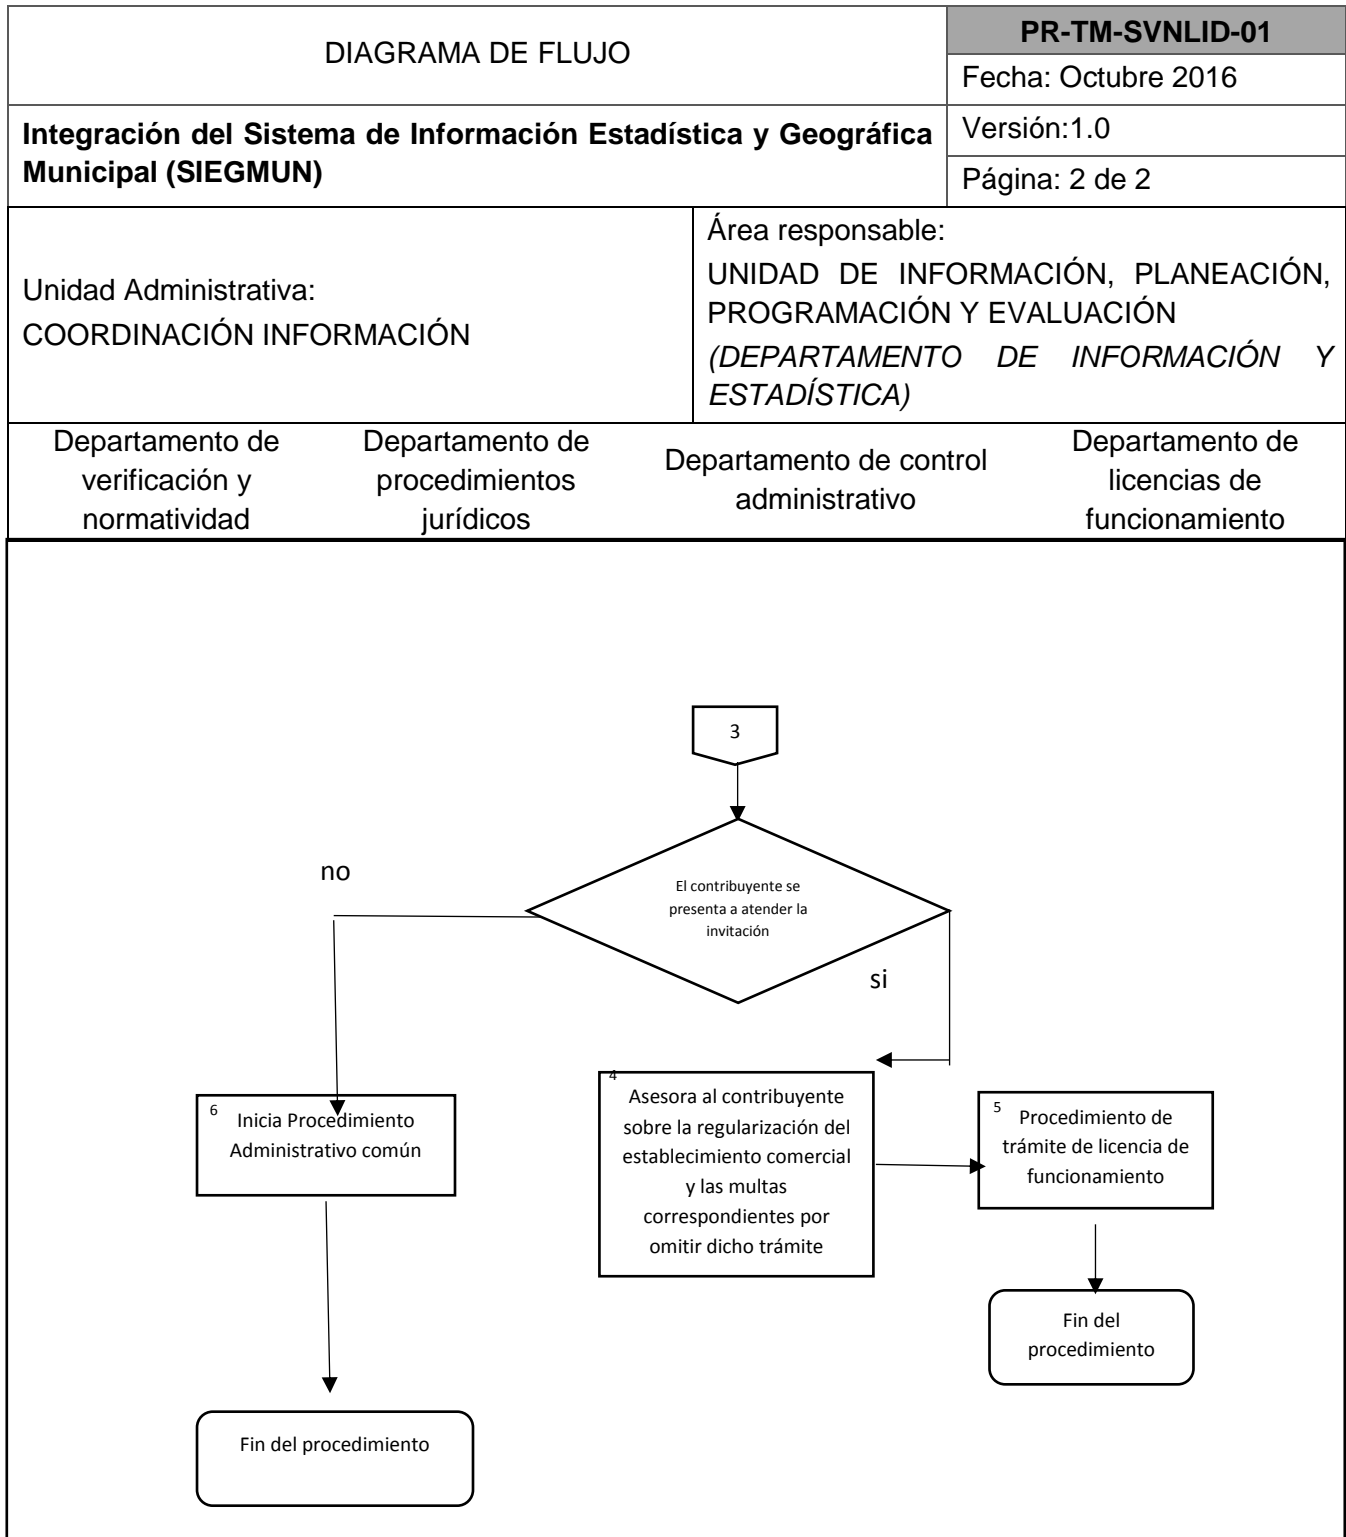 DIAGRAMA DE FLUJO
PR-TM-SVNLID-01
Fecha: Octubre 2016
Integración del Sistema de Información Estadística y Geográfica
Municipal (SIEGMUN)
Versión:1.0
Página: 2 de 2
Unidad Administrativa:
COORDINACIÓN INFORMACIÓN
Área responsable:
UNIDAD DE INFORMACIÓN, PLANEACIÓN,
PROGRAMACIÓN Y EVALUACIÓN
(DEPARTAMENTO DE INFORMACIÓN Y
ESTADÍSTICA)
Departamento de
verificación y
normatividad
Departamento de
procedimientos
jurídicos
Departamento de control
administrativo
Departamento de
licencias de
funcionamiento
3
El contribuyente se
presenta a atender la
invitación
no
si
6
Inicia Procedimiento
Administrativo común
4
Asesora al contribuyente
sobre la regularización del
establecimiento comercial
y las multas
correspondientes por
omitir dicho trámite
5
Procedimiento de
trámite de licencia de
funcionamiento
Fin del
procedimiento
Fin del procedimiento